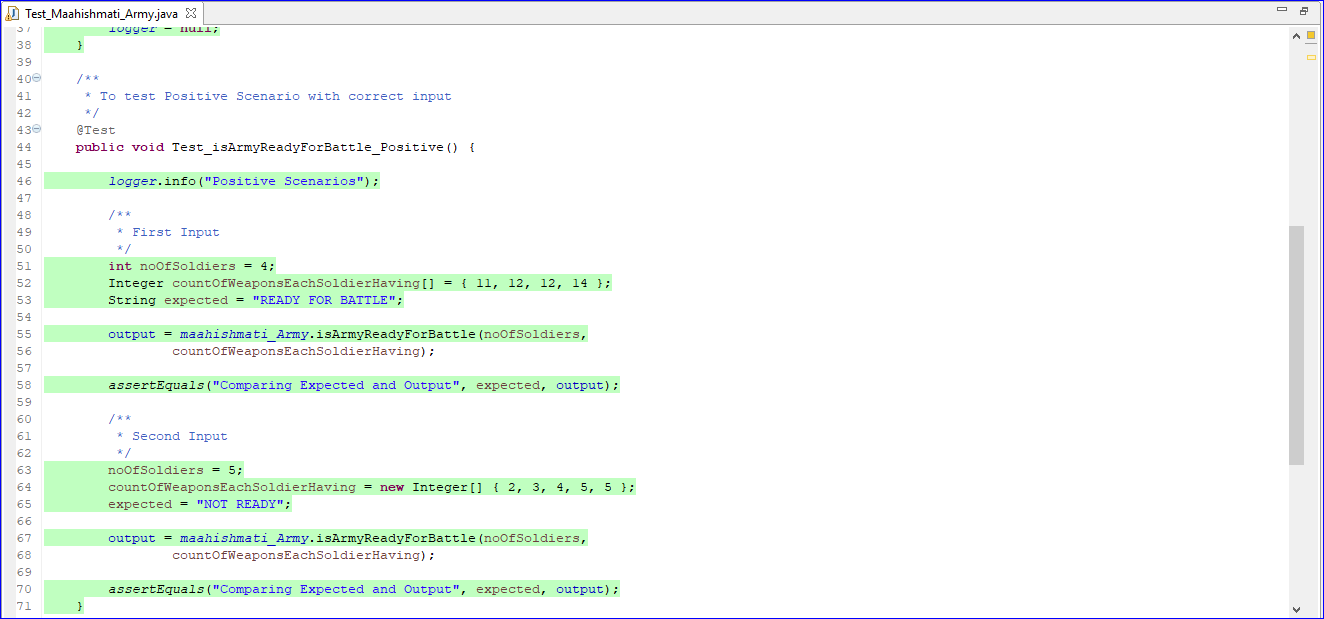 Test_Maahishmati_Army.java
37 logger = null;
38 }
39
40 /**
41 * To test Positive Scenario with correct input
42 */
43 @Test
44 public void Test_isArmyReadyForBattle_Positive() {
45
46 logger.info("Positive Scenarios");
47
48 /**
49 * First Input
50 */
51 int noOfSoldiers = 4;
52 Integer countOfWeaponsEachSoldierHaving[] = { 11, 12, 12, 14 };
53 String expected = "READY FOR BATTLE";
54
55 output = maahishmati_Army.isArmyReadyForBattle(noOfSoldiers,
56 countOfWeaponsEachSoldierHaving);
57
58 assertEquals("Comparing Expected and Output", expected, output);
59
60 /**
61 * Second Input
62 */
63 noOfSoldiers = 5;
64 countOfWeaponsEachSoldierHaving = new Integer[] { 2, 3, 4, 5, 5 };
65 expected = "NOT READY";
66
67 output = maahishmati_Army.isArmyReadyForBattle(noOfSoldiers,
68 countOfWeaponsEachSoldierHaving);
69
70 assertEquals("Comparing Expected and Output", expected, output);
71 }